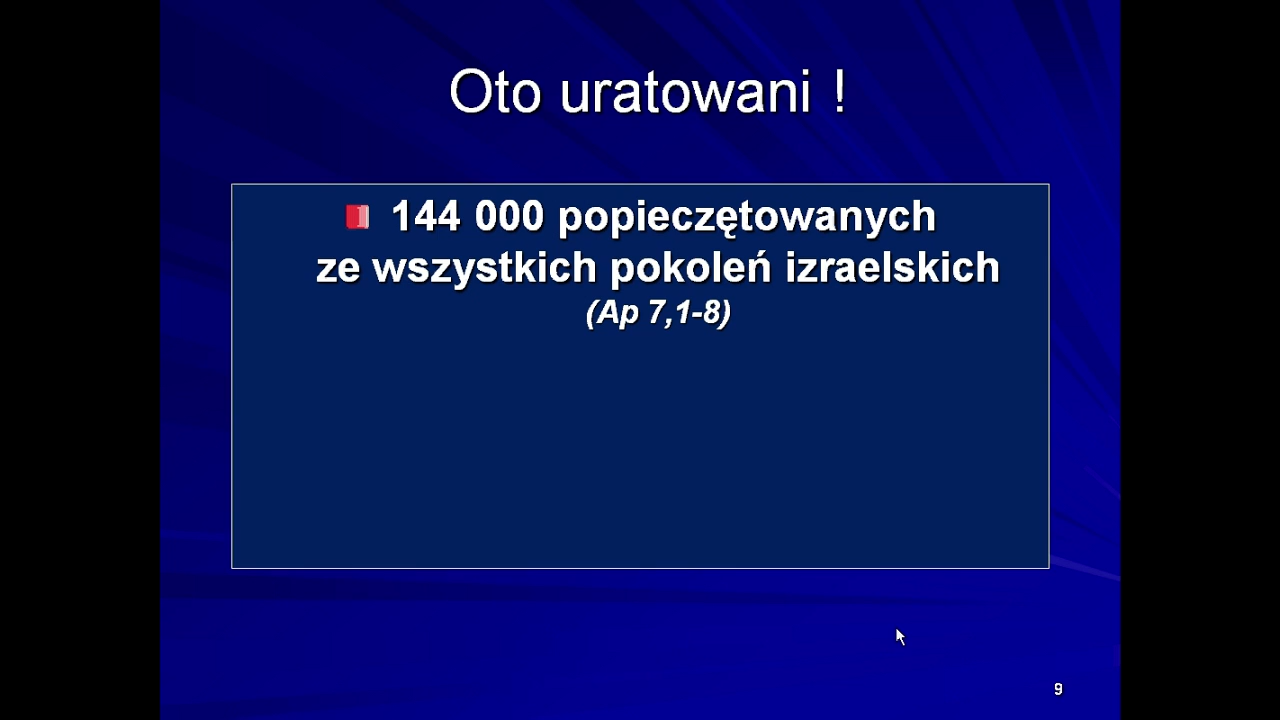 Oto uratowani !
144 000 popieczętowanych
ze wszystkich pokoleń izraelskich
(Ap 7,1-8)
9